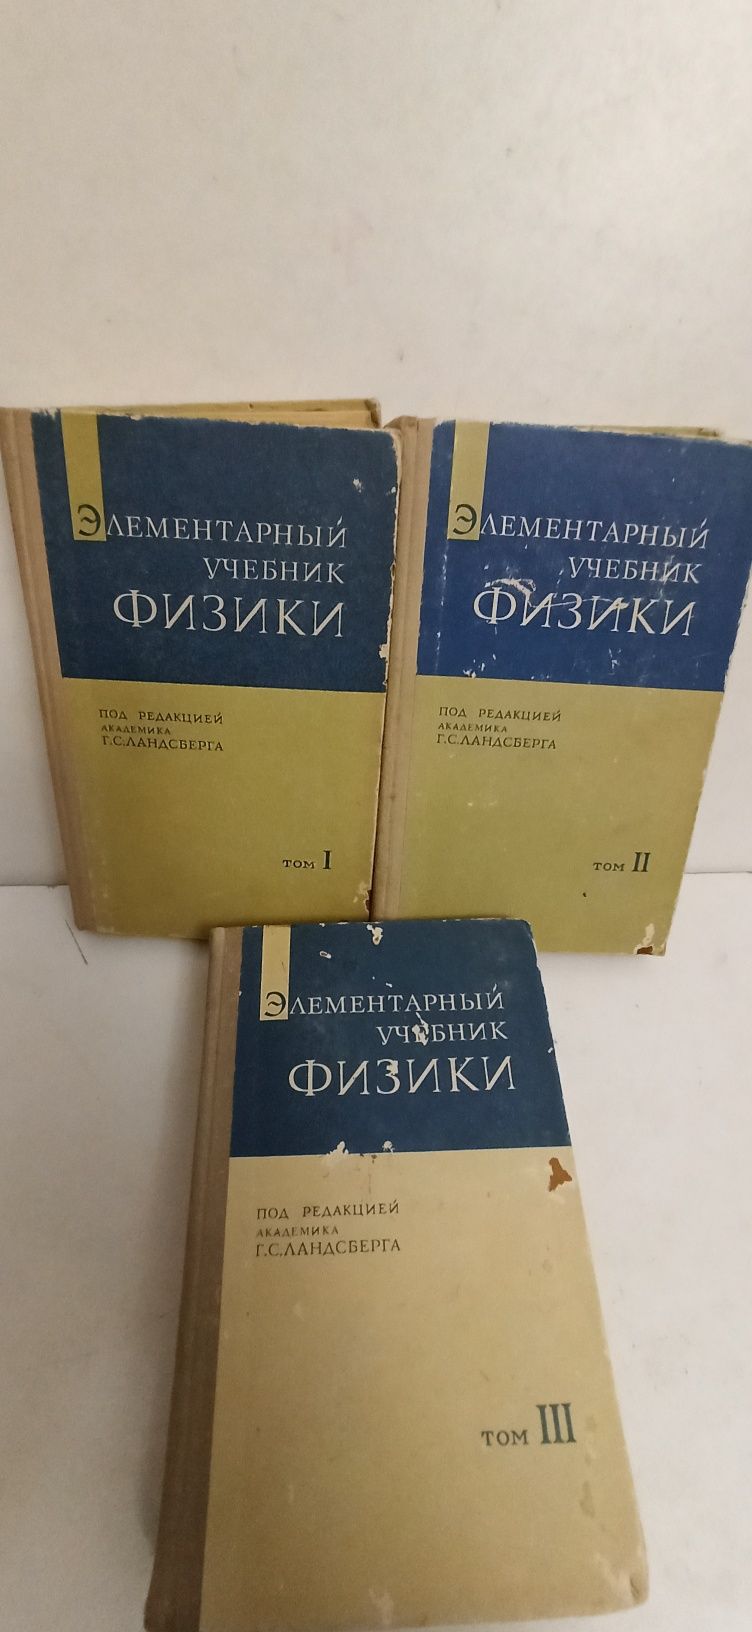 Элементарный
учебник
физики
под редакцией
академика
Г.С.Ландсберга
том I
Элементарный
учебник
физики
под редакцией
академика
Г.С.Ландсберга
том II
Элементарный
учебник
физики
под редакцией
академика
Г.С.Ландсберга
том III